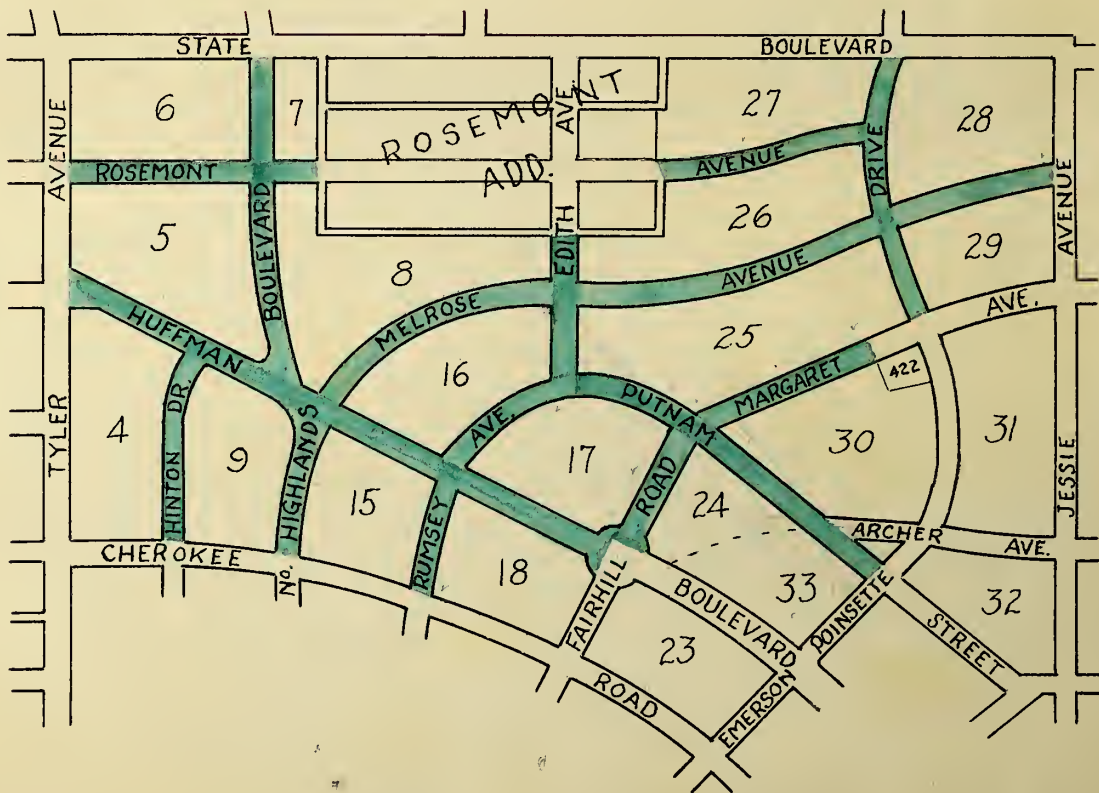 STATE BOULEVARD
6
7
27
28
AVENUE
ROSEMONT
ADD.
AVE
ROSEMONT
AVENUE
DRIVE
AVENUE
BOULEVARD
5
26
EDITH
29
8
AVENUE
AVE.
MELROSE
HUFFMAN
25
MARGARET
422
16
PUTNAM
DR.
AVE.
4
9
HIGHLANDS
No.
15
17
ROAD
30
31
TYLER
HINTON
RUMSEY
24
JESSIE
ARCHER AVE.
CHEROKEE
18
33
32
FAIRHILL
BOULEVARD
POINSETTE
STREET
23
ROAD
EMERSON